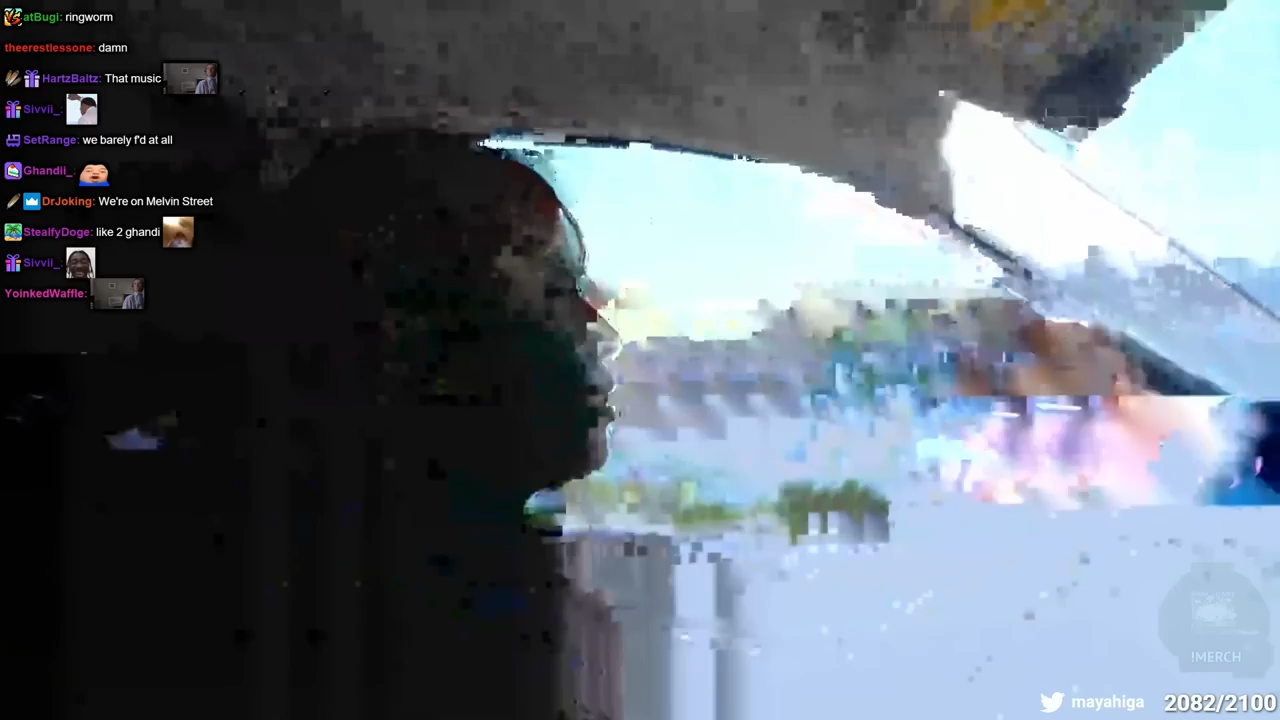 atBugi: ringworm
theerestlessone: damn
HartzBaltz: That music
Sivvii_:
SetRange: we barely f'd at all
Ghandii_:
DrJoking: We're on Melvin Street
StealfyDoge: like 2 ghandi
Sivvii_:
YoinkedWaffle:
!MERCH
mayahiga 2082/2100